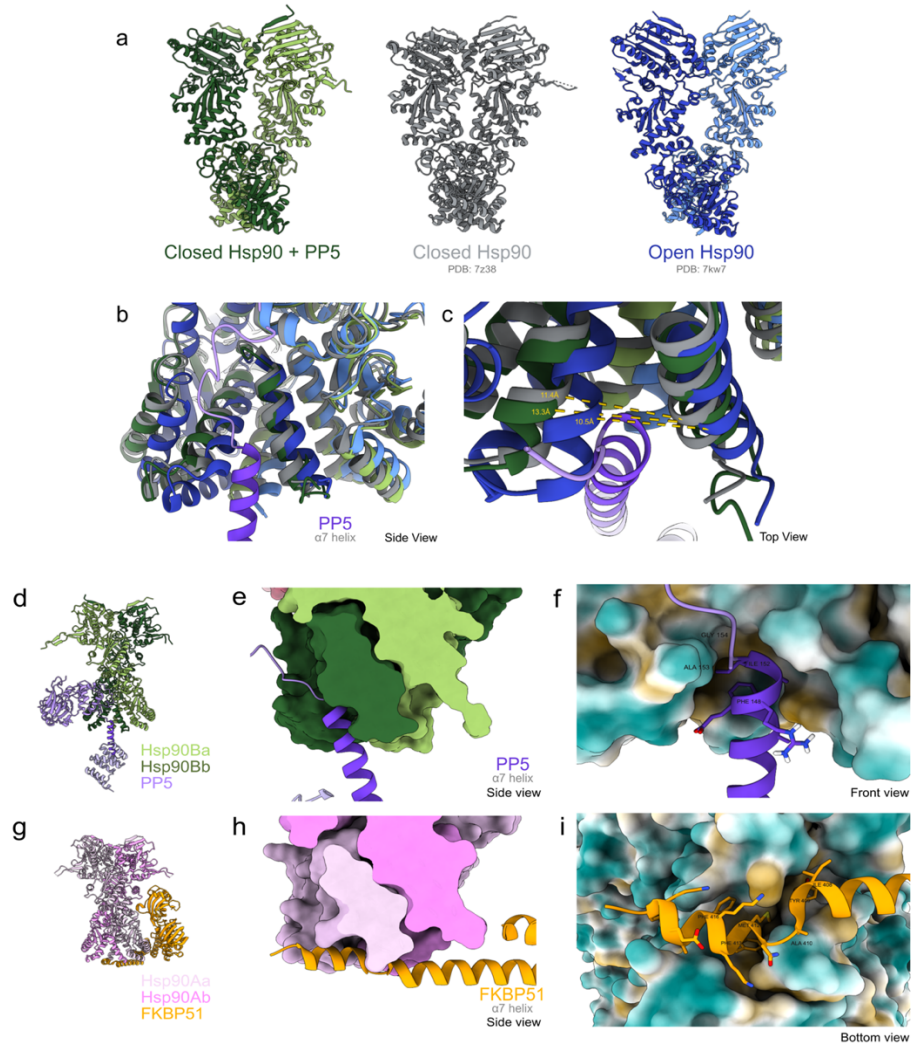 a
Closed Hsp90 + PP5
Closed Hsp90
PDB: 7z38
Open Hsp90
PDB: 7kw7
b
PP5
α7 helix
Side View
c
11.4Å
13.3Å
10.5Å
Top View
d
Hsp90Ba
Hsp90Bb
PP5
e
PP5
α7 helix
Side view
f
GLY 154
ALA 153
PHE 148
Front view
g
Hsp90Aa
Hsp90Ab
FKBP51
h
FKBP51
α7 helix
Side view
i
ALA 410
Bottom view